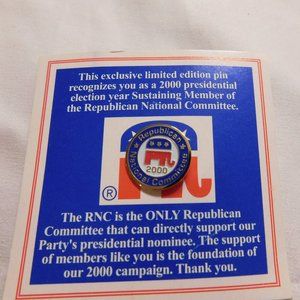 This exclusive limited edition pin
recognizes you as a 2000 presidential
election year Sustaining Member of
the Republican National Committee.
Republican
2000
National Committee
®
The RNC is the ONLY Republican
Committee that can directly support our
Party's presidential nominee. The support
of members like you is the foundation of
our 2000 campaign. Thank you.